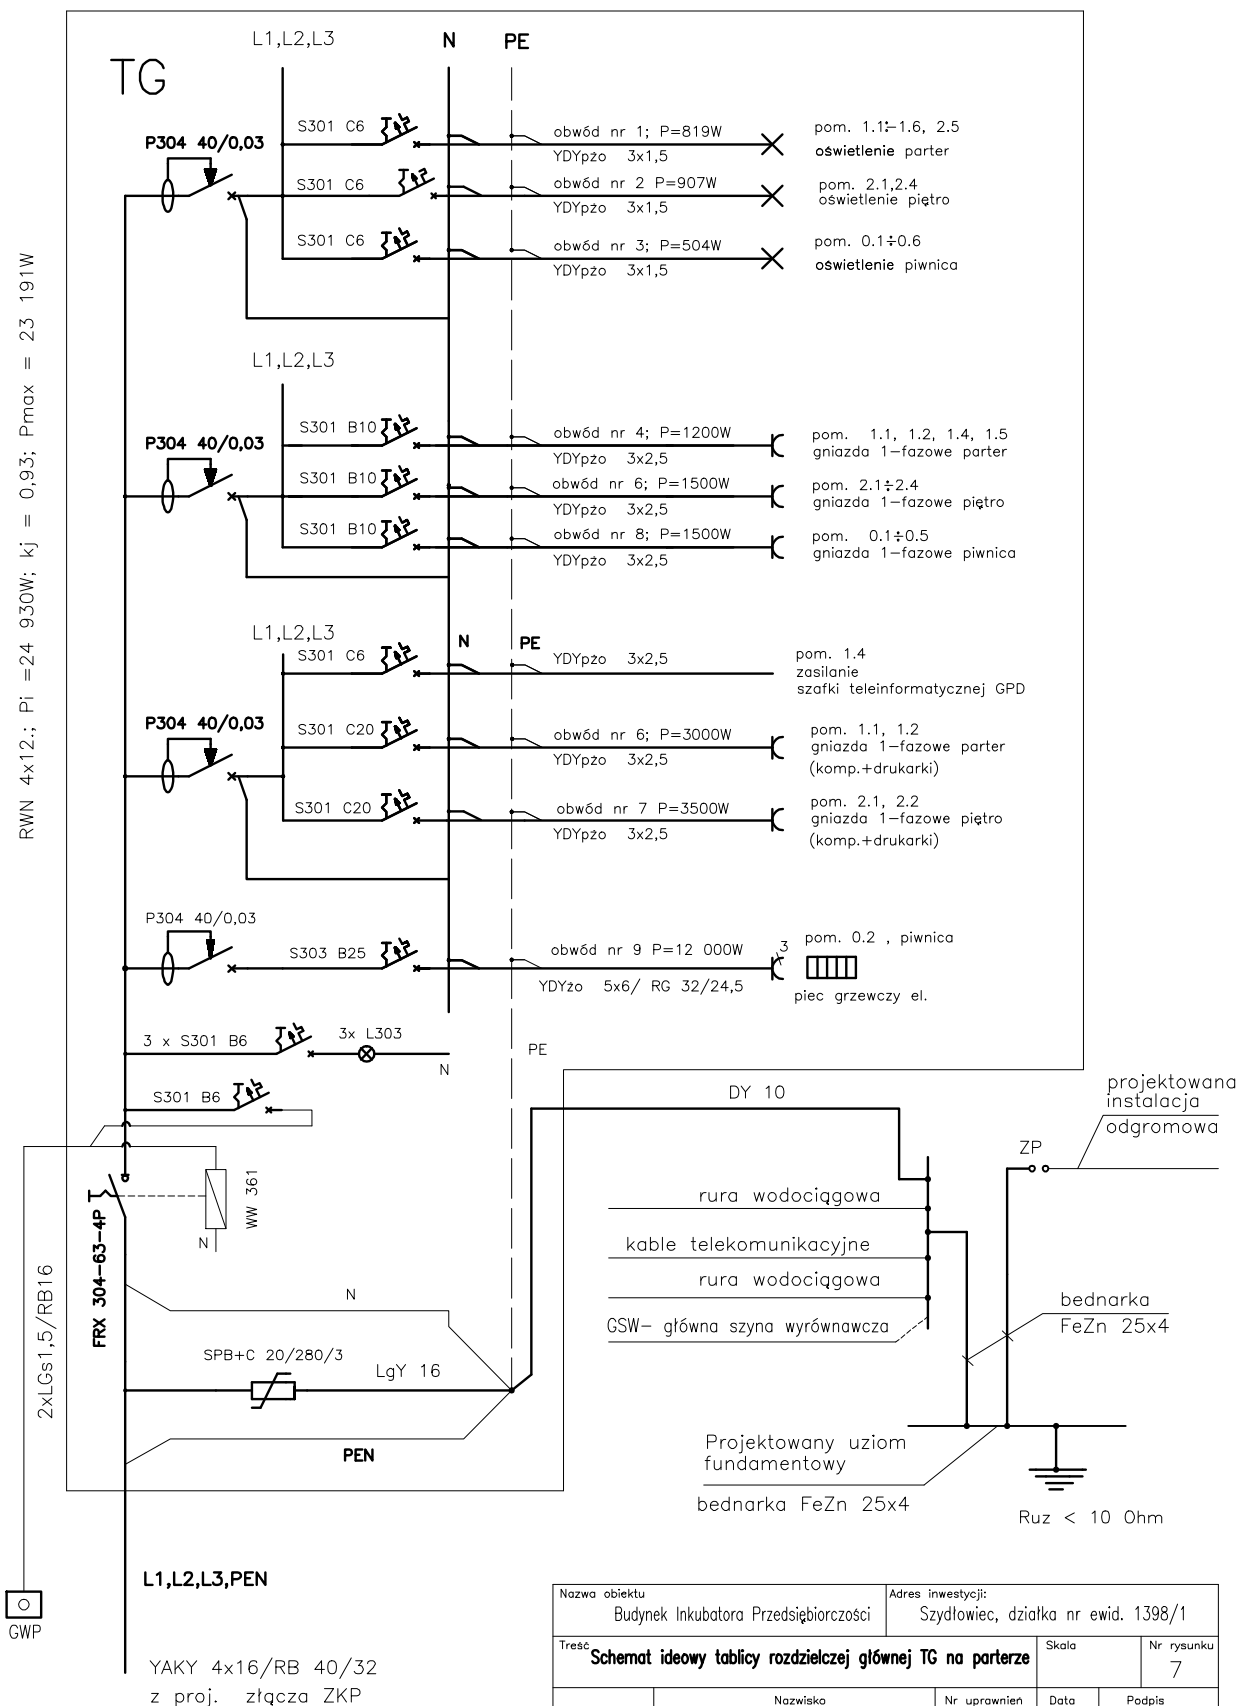 TG
L1,L2,L3
N
PE
P304 40/0,03
S301 C6
obwód nr 1; P=819W
YDYpżo 3x1,5
pom. 1.1÷1.6, 2.5
oświetlenie parter
S301 C6
obwód nr 2 P=907W
YDYpżo 3x1,5
pom. 2.1,2.4
oświetlenie piętro
S301 C6
obwód nr 3; P=504W
YDYpżo 3x1,5
pom. 0.1÷0.6
oświetlenie piwnica
RWN 4x12.; Pi =24 930W; kj = 0,93; Pmax = 23 191W
L1,L2,L3
P304 40/0,03
S301 B10
obwód nr 4; P=1200W
YDYpżo 3x2,5
pom. 1.1, 1.2, 1.4, 1.5
gniazda 1-fazowe parter
S301 B10
obwód nr 6; P=1500W
YDYpżo 3x2,5
pom. 2.1÷2.4
gniazda 1-fazowe piętro
S301 B10
obwód nr 8; P=1500W
YDYpżo 3x2,5
pom. 0.1÷0.5
gniazda 1-fazowe piwnica
L1,L2,L3
N
PE
S301 C6
YDYpżo 3x2,5
pom. 1.4
zasilanie
szafki teleinformatycznej GPD
P304 40/0,03
S301 C20
obwód nr 6; P=3000W
YDYpżo 3x2,5
pom. 1.1, 1.2
gniazda 1-fazowe parter
(komp.+drukarki)
S301 C20
obwód nr 7 P=3500W
YDYpżo 3x2,5
pom. 2.1, 2.2
gniazda 1-fazowe piętro
(komp.+drukarki)
P304 40/0,03
S303 B25
obwód nr 9 P=12 000W
YDYżo 5x6/ RG 32/24,5
3
pom. 0.2 , piwnica
piec grzewczy el.
3 x S301 B6
3x L303
N
PE
S301 B6
DY 10
projektowana
instalacja
odgromowa
ZP
WW 361
N
FRX 304-63-4P
2xLGs1,5/RB16
rura wodociągowa
kable telekomunikacyjne
rura wodociągowa
GSW- główna szyna wyrównawcza
bednarka
FeZn 25x4
N
SPB+C 20/280/3
LgY 16
PEN
Projektowany uziom
fundamentowy
bednarka FeZn 25x4
Ruz < 10 Ohm
L1,L2,L3,PEN
GWP
YAKY 4x16/RB 40/32
z proj. złącza ZKP
Nazwa obiektu
Budynek Inkubatora Przedsiębiorczości
Adres inwestycji:
Szydłowiec, działka nr ewid. 1398/1
Treść
Schemat ideowy tablicy rozdzielczej głównej TG na parterze
Skala
Nr rysunku
7
Nazwisko
Nr uprawnień
Data
Podpis